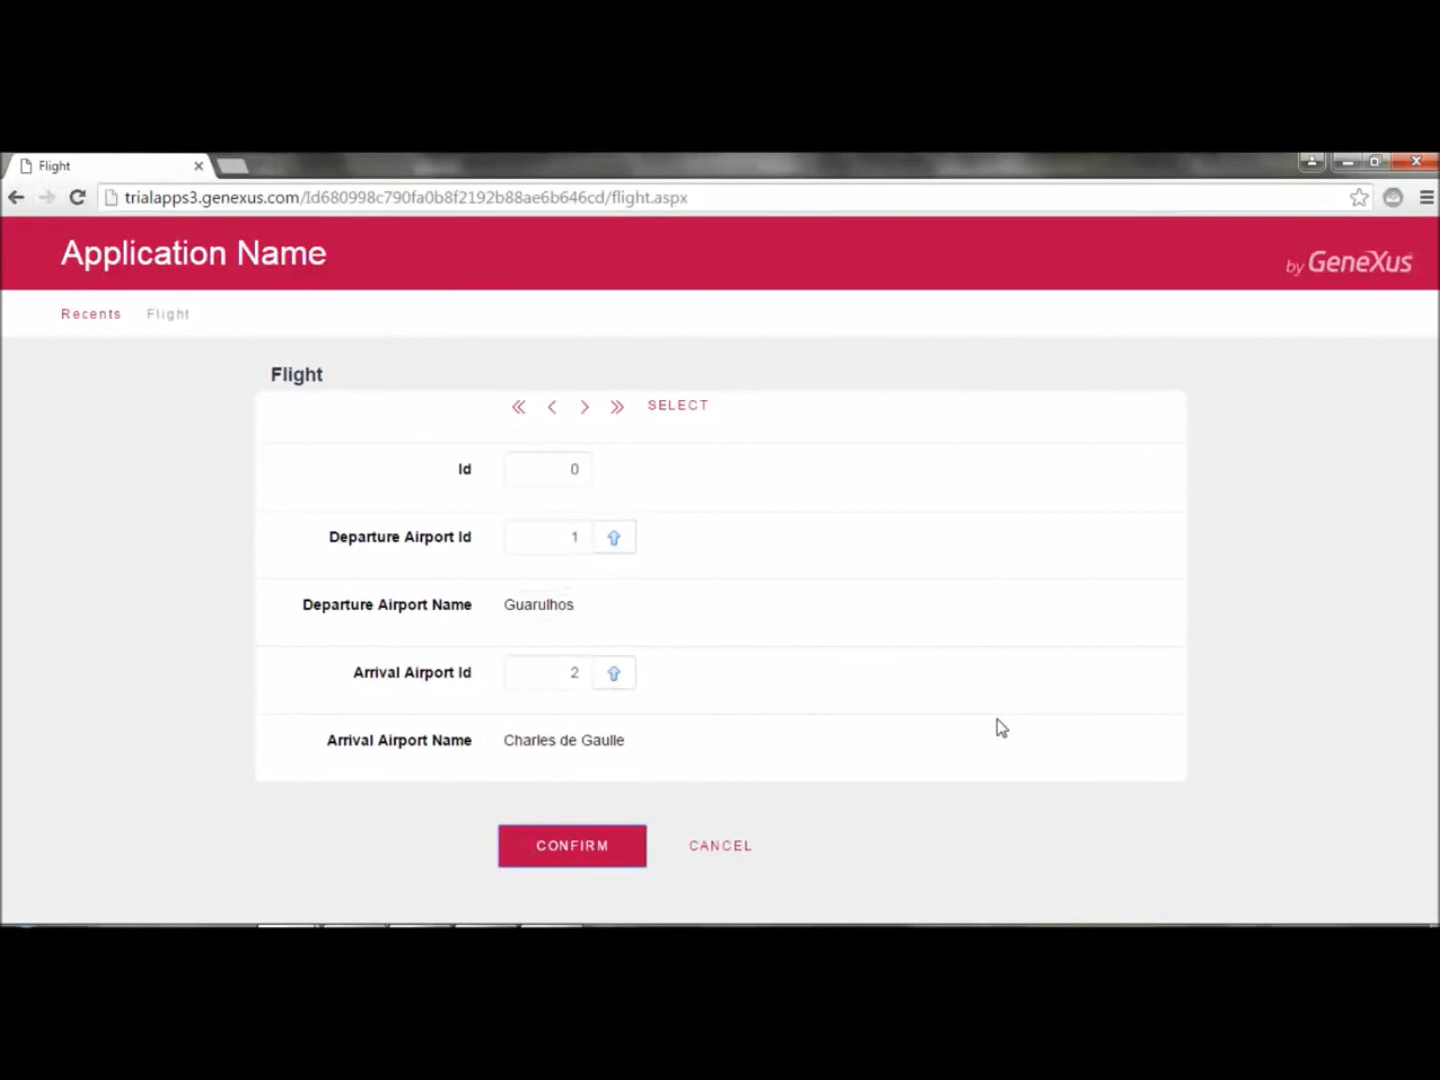 Flight
trialapps3.genexus.com/Id680998c790fa0b8f2192b88ae6b646cd/flight.aspx
Application Name
by GeneXus
Recents Flight
Flight
SELECT
Id 0
Departure Airport Id 1
Departure Airport Name Guarulhos
Arrival Airport Id 2
Arrival Airport Name Charles de Gaulle
CONFIRM CANCEL